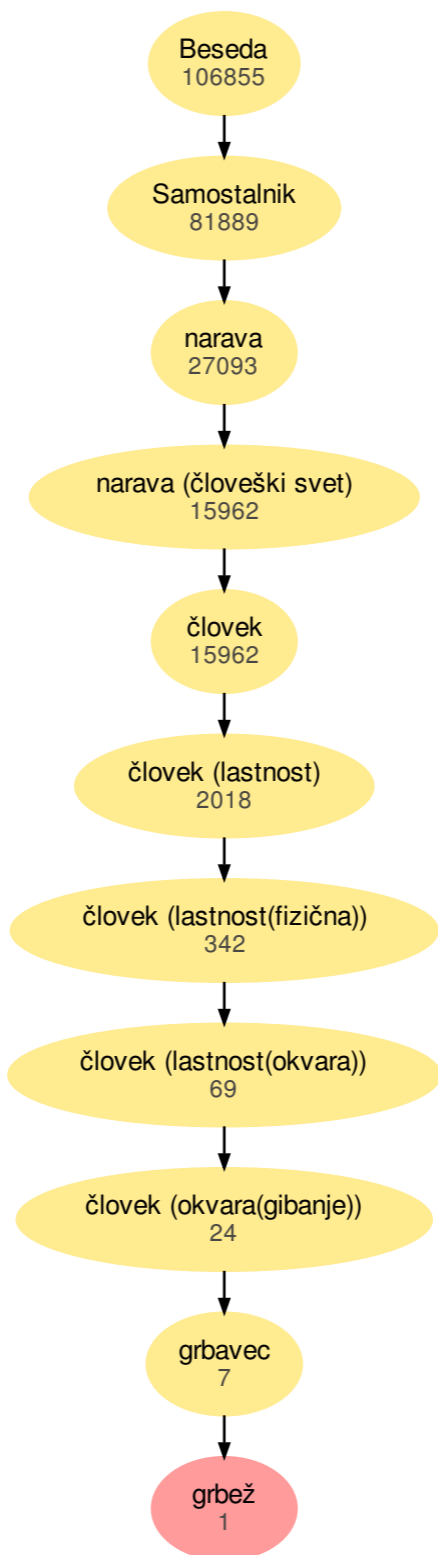 Beseda
106855
Samostalnik
81889
narava
27093
narava (človeški svet)
15962
človek
15962
človek (lastnost)
2018
človek (lastnost(fizična))
342
človek (lastnost(okvara))
69
človek (okvara(gibanje))
24
grbavec
7
grbež
1